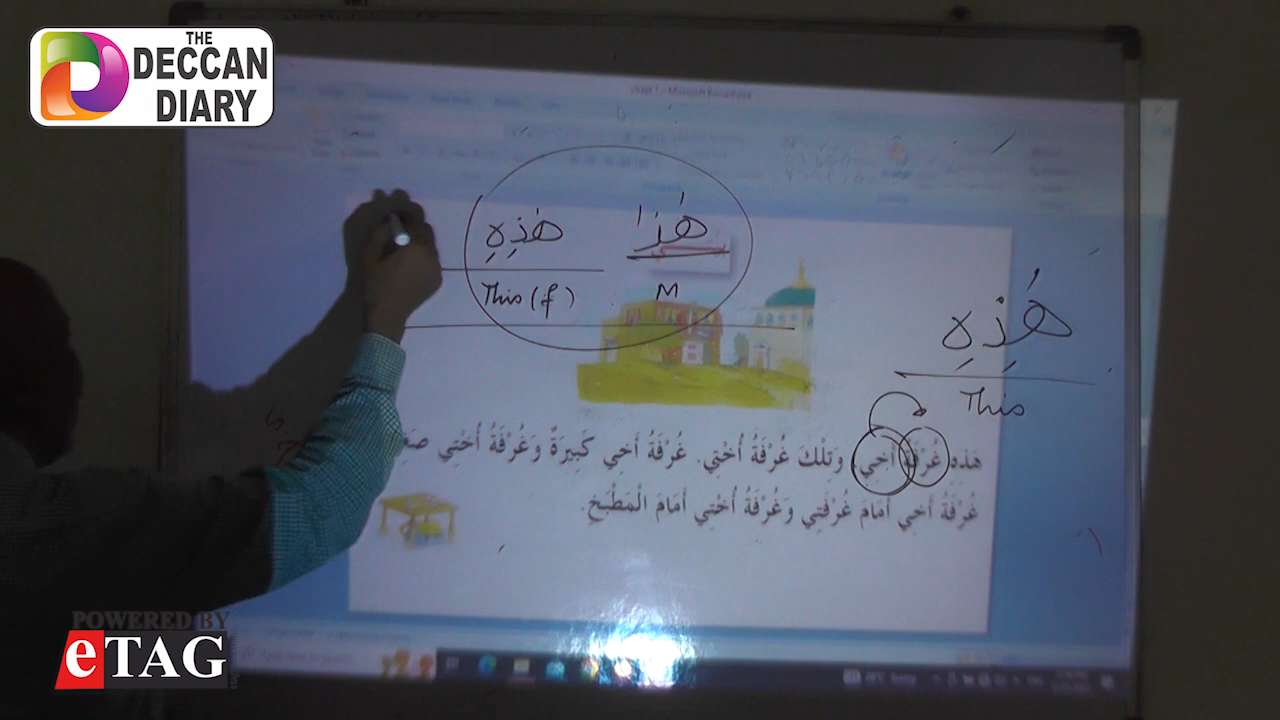 THE
DECCAN
DIARY
هٰذَا هٰذِهِ
This (f) M
هٰذِهِ
This
هَذِهِ غُرْفَةُ أَخِي، وَتِلْكَ غُرْفَةُ أُخْتِي. غُرْفَةُ أَخِي كَبِيرَةٌ وَغُرْفَةُ أُخْتِي
غُرْفَةُ أَخِي أَمَامَ غُرْفَتِي وَغُرْفَةُ أُخْتِي أَمَامَ الْمَطْبَخِ.
POWERED BY
eTAG